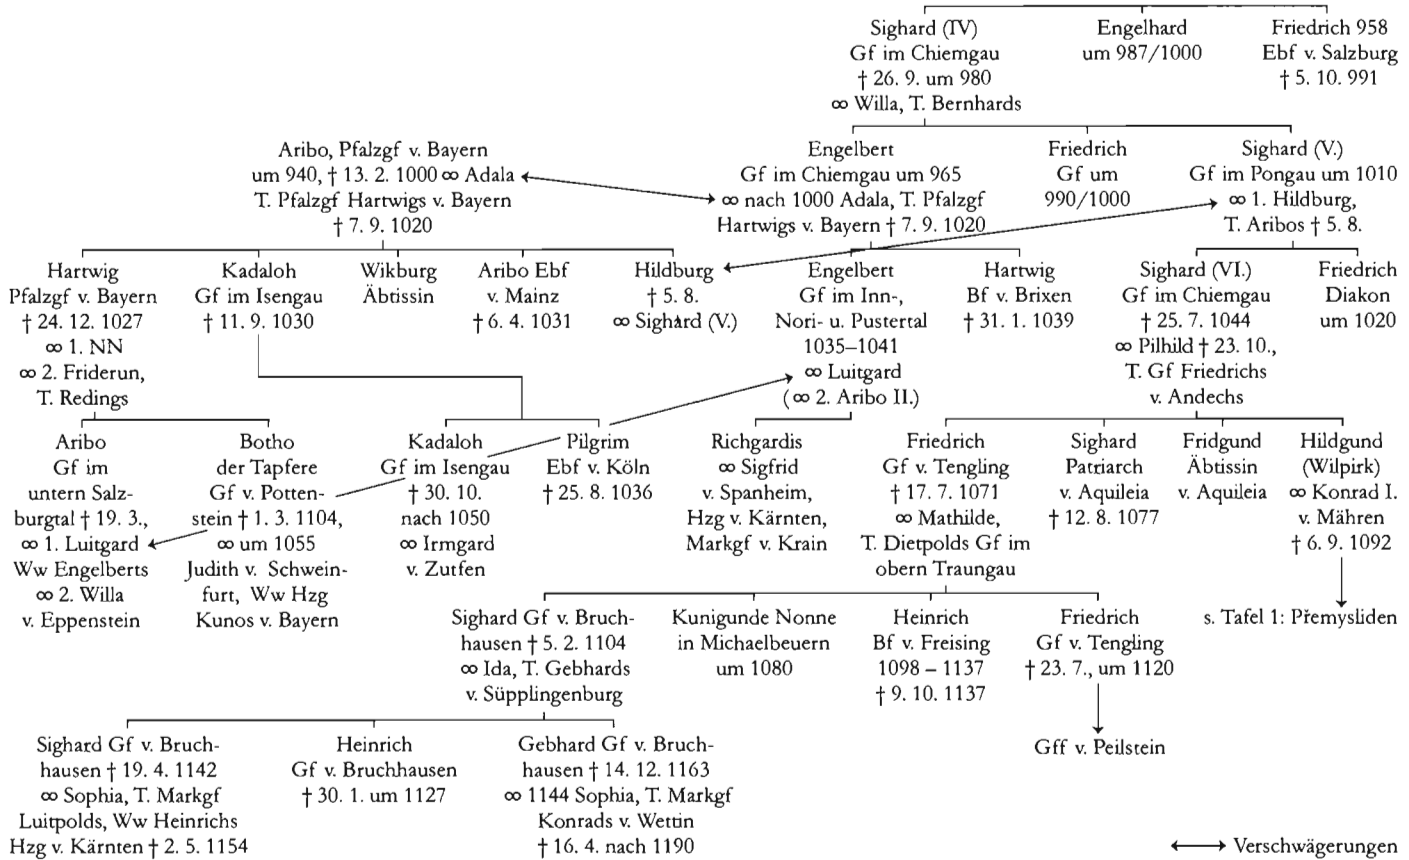 Sighard (IV)
Gf im Chiemgau
† 26. 9. um 980
∞ Willa, T. Bernhards
Engelhard
um 987/1000
Friedrich 958
Ebf v. Salzburg
† 5. 10. 991
Aribo, Pfalzgf v. Bayern
um 940, † 13. 2. 1000 ∞ Adala
T. Pfalzgf Hartwigs v. Bayern
† 7. 9. 1020
Engelbert
Gf im Chiemgau um 965
∞ nach 1000 Adala, T. Pfalzgf
Hartwigs v. Bayern † 7. 9. 1020
Friedrich
Gf um
990/1000
Sighard (V.)
Gf im Pongau um 1010
∞ 1. Hildburg,
T. Aribos † 5. 8.
Hartwig
Pfalzgf v. Bayern
† 24. 12. 1027
∞ 1. NN
∞ 2. Friderun,
T. Redings
Kadaloh
Gf im Isengau
† 11. 9. 1030
Wikburg
Äbtissin
Aribo Ebf
v. Mainz
† 6. 4. 1031
Hildburg
† 5. 8.
∞ Sighard (V.)
Engelbert
Gf im Inn-,
Nori- u. Pustertal
1035–1041
∞ Luitgard
(∞ 2. Aribo II.)
Hartwig
Bf v. Brixen
† 31. 1. 1039
Sighard (VI.)
Gf im Chiemgau
† 25. 7. 1044
∞ Pilhild † 23. 10.,
T. Gf Friedrichs
v. Andechs
Friedrich
Diakon
um 1020
Aribo
Gf im
untern Salz-
burgtal † 19. 3.,
∞ 1. Luitgard
Ww Engelberts
∞ 2. Willa
v. Eppenstein
Botho
der Tapfere
Gf v. Potten-
stein † 1. 3. 1104,
∞ um 1055
Judith v. Schwein-
furt, Ww Hzg
Kunos v. Bayern
Kadaloh
Gf im Isengau
† 30. 10.
nach 1050
∞ Irmgard
v. Zutfen
Pilgrim
Ebf v. Köln
† 25. 8. 1036
Richgardis
∞ Sigfrid
v. Spanheim,
Hzg v. Kärnten,
Markgf v. Krain
Friedrich
Gf v. Tengling
† 17. 7. 1071
∞ Mathilde,
T. Dietpolds Gf im
obern Traungau
Sighard
Patriarch
v. Aquileia
† 12. 8. 1077
Fridgund
Äbtissin
v. Aquileia
Hildgund
(Wilpirk)
∞ Konrad I.
v. Mähren
† 6. 9. 1092
s. Tafel 1: Přemysliden
Sighard Gf v. Bruch-
hausen † 5. 2. 1104
∞ Ida, T. Gebhards
v. Süpplingenburg
Kunigunde Nonne
in Michaelbeuern
um 1080
Heinrich
Bf v. Freising
1098 – 1137
† 9. 10. 1137
Friedrich
Gf v. Tengling
† 23. 7., um 1120
Gff v. Peilstein
Sighard Gf v. Bruch-
hausen † 19. 4. 1142
∞ Sophia, T. Markgf
Luitpolds, Ww Heinrichs
Hzg v. Kärnten † 2. 5. 1154
Heinrich
Gf v. Bruchhausen
† 30. 1. um 1127
Gebhard Gf v. Bruch-
hausen † 14. 12. 1163
∞ 1144 Sophia, T. Markgf
Konrads v. Wettin
† 16. 4. nach 1190
Verschwägerungen